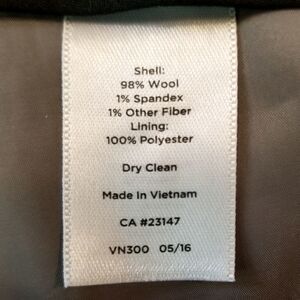 Shell:
98% Wool
1% Spandex
1% Other Fiber
Lining:
100% Polyester
Dry Clean
Made In Vietnam
CA #23147
VN300 05/16